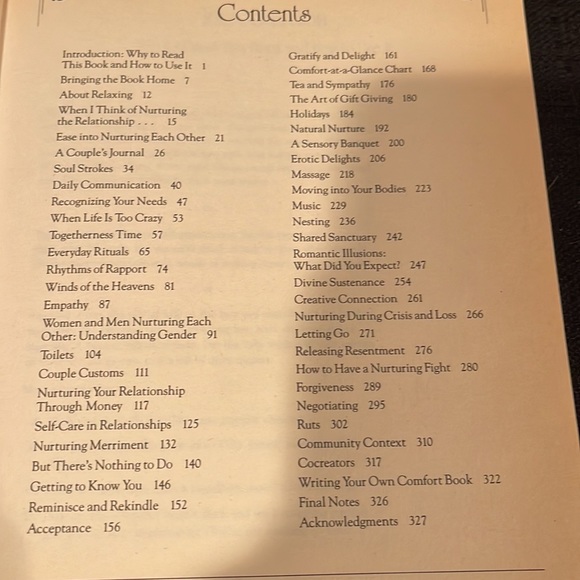 Contents
Introduction: Why to Read
This Book and How to Use It 1
Bringing the Book Home 7
About Relaxing 12
When I Think of Nurturing
the Relationship . . . 15
Ease into Nurturing Each Other 21
A Couple's Journal 26
Soul Strokes 34
Daily Communication 40
Recognizing Your Needs 47
When Life Is Too Crazy 53
Togetherness Time 57
Everyday Rituals 65
Rhythms of Rapport 74
Winds of the Heavens 81
Empathy 87
Women and Men Nurturing Each
Other: Understanding Gender 91
Toilets 104
Couple Customs 111
Nurturing Your Relationship
Through Money 117
Self-Care in Relationships 125
Nurturing Merriment 132
But There's Nothing to Do 140
Getting to Know You 146
Reminisce and Rekindle 152
Acceptance 156
Gratify and Delight 161
Comfort-at-a-Glance Chart 168
Tea and Sympathy 176
The Art of Gift Giving 180
Holidays 184
Natural Nurture 192
A Sensory Banquet 200
Erotic Delights 206
Massage 218
Moving into Your Bodies 223
Music 229
Nesting 236
Shared Sanctuary 242
Romantic Illusions:
What Did You Expect? 247
Divine Sustenance 254
Creative Connection 261
Nurturing During Crisis and Loss 266
Letting Go 271
Releasing Resentment 276
How to Have a Nurturing Fight 280
Forgiveness 289
Negotiating 295
Ruts 302
Community Context 310
Cocreators 317
Writing Your Own Comfort Book 322
Final Notes 326
Acknowledgments 327